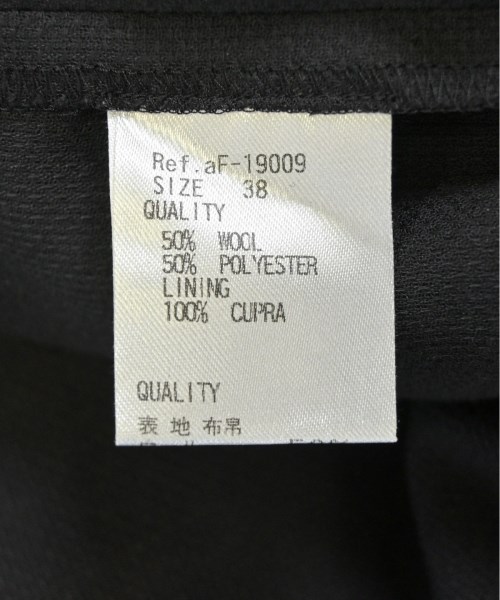 Ref.aF-19009
SIZE 38
QUALITY
50% WOOL
50% POLYESTER
LINING
100% CUPRA
QUALITY
表地 布帛